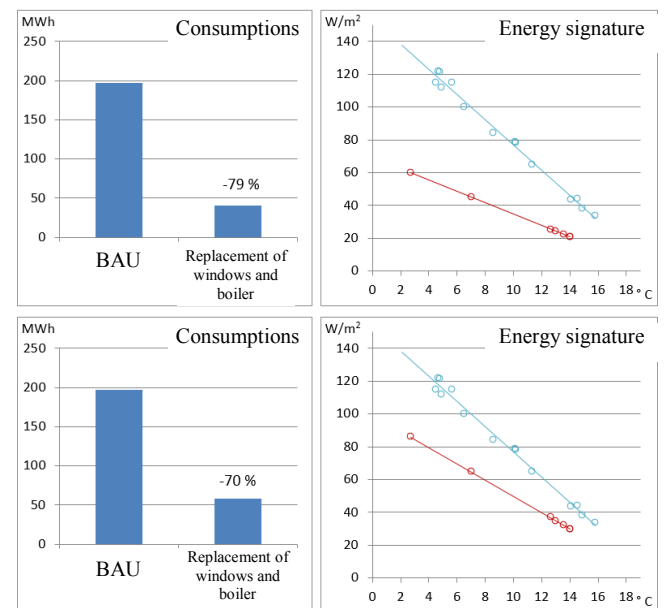 MWh
Consumptions
250
200
150
100
50
0
-79 %
BAU
Replacement of
windows and
boiler
W/m²
Energy signature
140
120
100
80
60
40
20
0
0 2 4 6 8 10 12 14 16 18 ° C
MWh
Consumptions
250
200
150
100
50
0
-70 %
BAU
Replacement of
windows and
boiler
W/m²
Energy signature
140
120
100
80
60
40
20
0
0 2 4 6 8 10 12 14 16 18 ° C